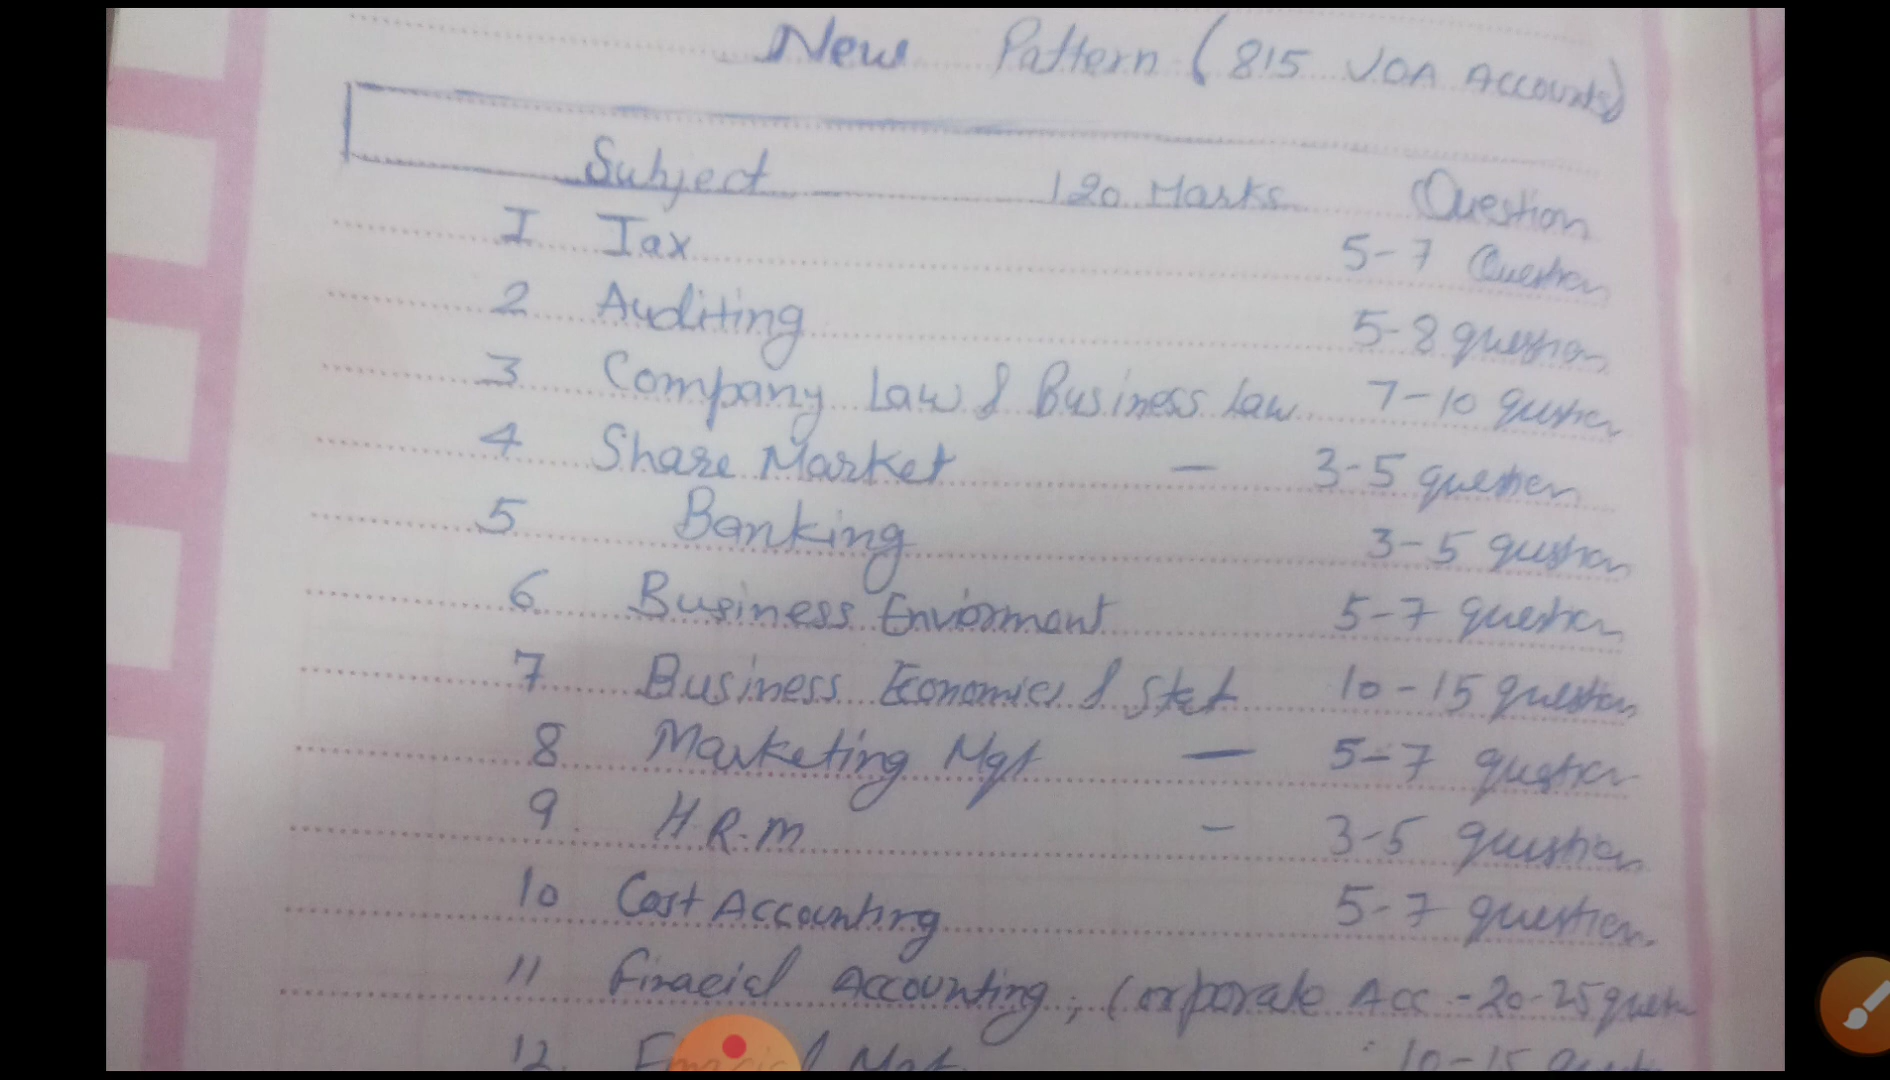 New Pattern (815 JOA Accounts)
Subject 120 Marks Question
I Tax 5-7 Question
2 Auditing 5-8 question
3 Company Law & Business Law 7-10 question
4 Share Market - 3-5 question
5 Banking 3-5 question
6 Business Enviorment 5-7 question
7 Business Economics & Stat 10-15 question
8 Marketing Mgt - 5-7 question
9 H.R.M - 3-5 question
10 Cost Accounting 5-7 question
11 Finacial Accounting, Corporate Acc - 20-25 question
12 Mgt 10-15